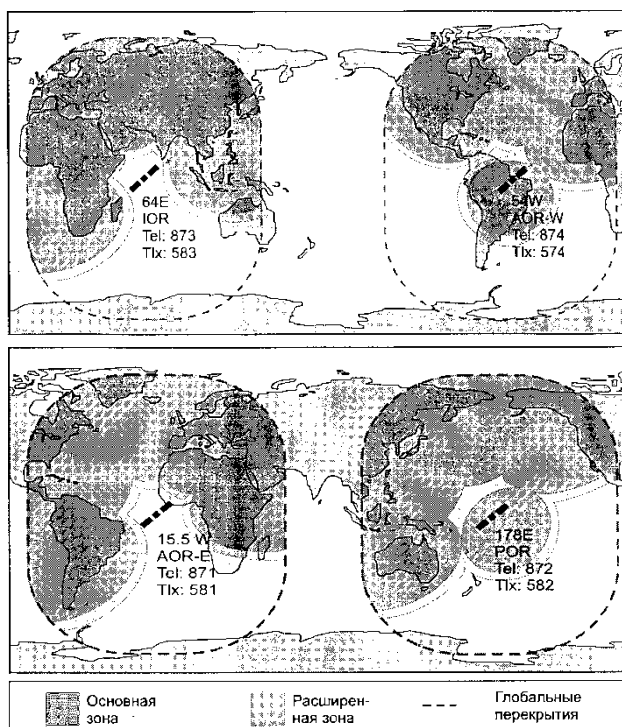 64E
IOR
Tel: 873
Tlx: 583
54W
AOR-W
Tel: 874
Tlx: 574
15.5 W
AOR-E
Tel: 871
Tlx: 581
178E
POR
Tel: 872
Tlx: 582
Основная
зона
Расширен-
ная зона
Глобальные
перекрытия